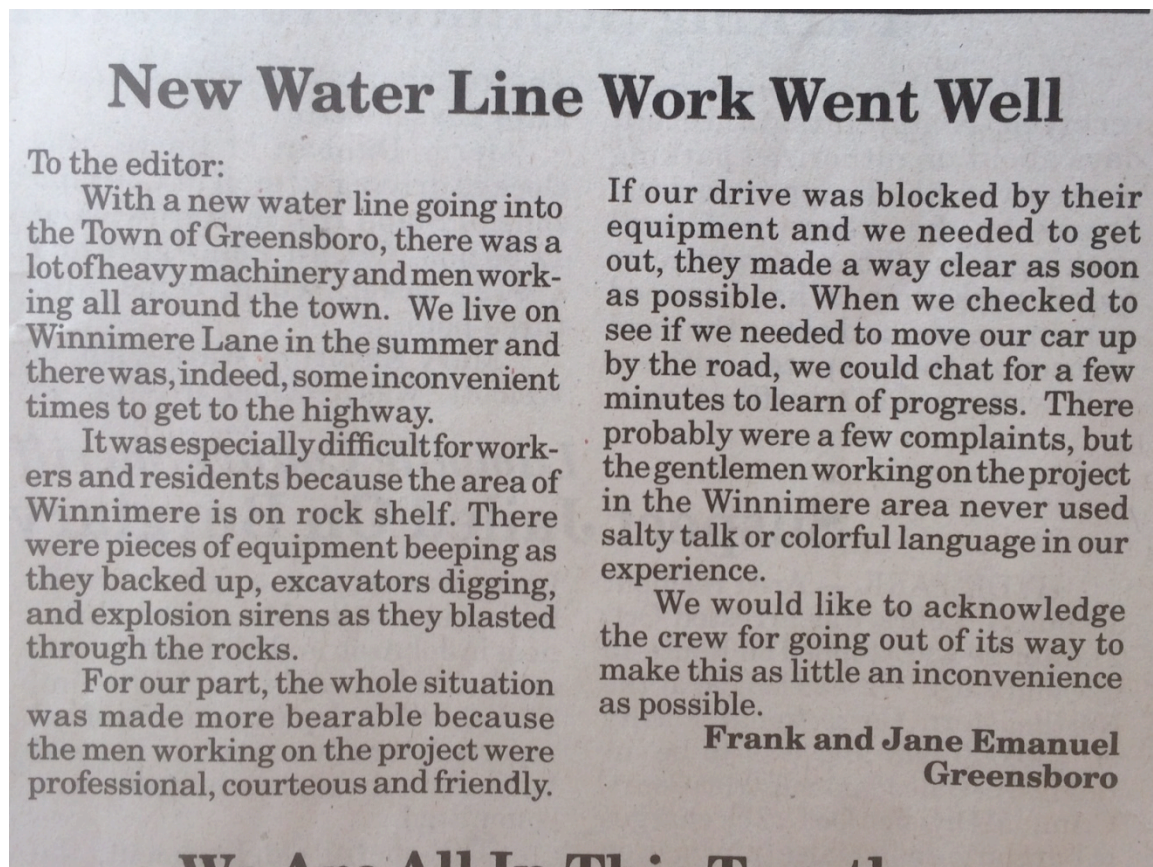 New Water Line Work Went Well
To the editor:
With a new water line going into
the Town of Greensboro, there was a
lot of heavy machinery and men work-
ing all around the town. We live on
Winnimere Lane in the summer and
there was, indeed, some inconvenient
times to get to the highway.
It was especially difficult for work-
ers and residents because the area of
Winnimere is on rock shelf. There
were pieces of equipment beeping as
they backed up, excavators digging,
and explosion sirens as they blasted
through the rocks.
For our part, the whole situation
was made more bearable because
the men working on the project were
professional, courteous and friendly.
If our drive was blocked by their
equipment and we needed to get
out, they made a way clear as soon
as possible. When we checked to
see if we needed to move our car up
by the road, we could chat for a few
minutes to learn of progress. There
probably were a few complaints, but
the gentlemen working on the project
in the Winnimere area never used
salty talk or colorful language in our
experience.
We would like to acknowledge
the crew for going out of its way to
make this as little an inconvenience
as possible.
Frank and Jane Emanuel
Greensboro
We Are All In This